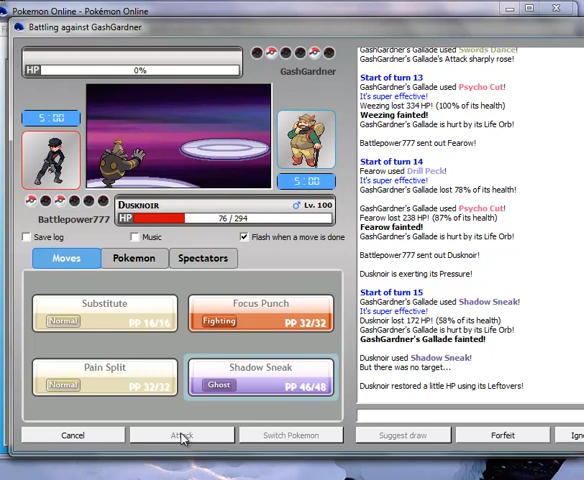 Pokemon Online - Pokémon Online
Battling against GashGardner
HP 0%
GashGardner
5:00
5:00
DUSKNOIR ♂ Lv. 100
HP 76 / 294
Battlepower777
Save log
Music
Flash when a move is done
Moves
Pokemon
Spectators
Substitute
Normal PP 16/16
Focus Punch
Fighting PP 32/32
Pain Split
Normal PP 32/32
Shadow Sneak
Ghost PP 46/48
Cancel
Attack
Switch Pokemon
GashGardner's Gallade used Swords Dance!
GashGardner's Gallade's Attack sharply rose!
Start of turn 13
GashGardner's Gallade used Psycho Cut!
It's super effective!
Weezing lost 334 HP! (100% of its health)
Weezing fainted!
GashGardner's Gallade is hurt by its Life Orb!
Battlepower777 sent out Fearow!
Start of turn 14
Fearow used Drill Peck!
It's super effective!
GashGardner's Gallade lost 78% of its health!
GashGardner's Gallade used Psycho Cut!
Fearow lost 238 HP! (87% of its health)
Fearow fainted!
GashGardner's Gallade is hurt by its Life Orb!
Battlepower777 sent out Dusknoir!
Dusknoir is exerting its Pressure!
Start of turn 15
GashGardner's Gallade used Shadow Sneak!
It's super effective!
Dusknoir lost 172 HP! (58% of its health)
GashGardner's Gallade is hurt by its Life Orb!
GashGardner's Gallade fainted!
Dusknoir used Shadow Sneak!
But there was no target...
Dusknoir restored a little HP using its Leftovers!
Suggest draw
Forfeit
Igno